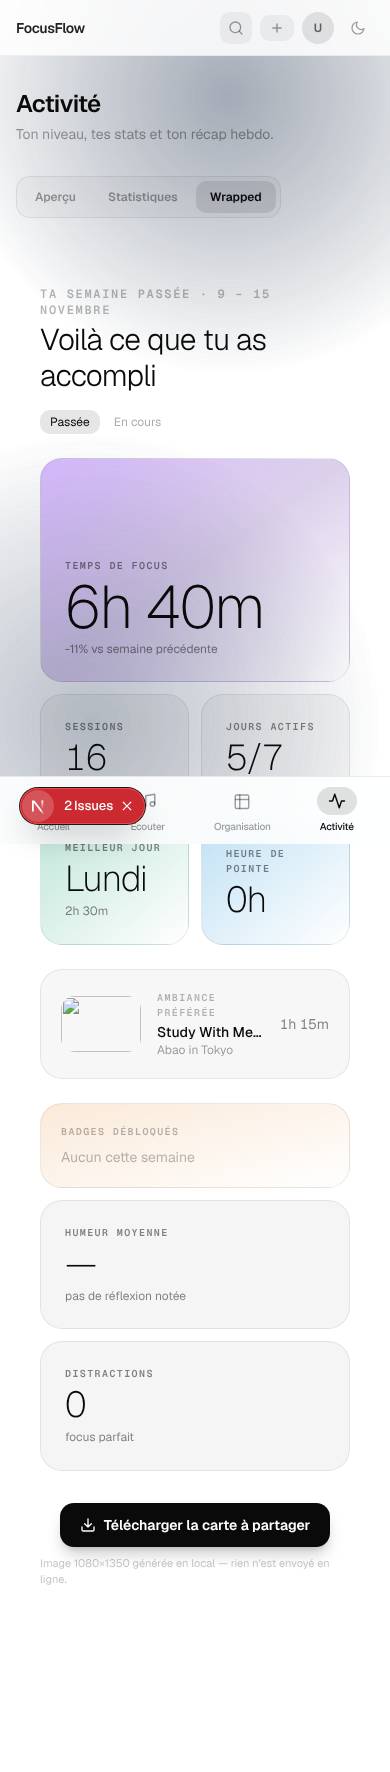 FocusFlow
U
Activité
Ton niveau, tes stats et ton récap hebdo.
Aperçu
Statistiques
Wrapped
TA SEMAINE PASSÉE · 9 – 15
NOVEMBRE
Voilà ce que tu as
accompli
Passée
En cours
TEMPS DE FOCUS
6h 40m
-11% vs semaine précédente
SESSIONS
16
JOURS ACTIFS
5/7
N
2 Issues
Accueil
Écouter
Organisation
Activité
MEILLEUR JOUR
Lundi
2h 30m
HEURE DE
POINTE
0h
AMBIANCE
PRÉFÉRÉE
Study With Me…
Abao in Tokyo
1h 15m
BADGES DÉBLOQUÉS
Aucun cette semaine
HUMEUR MOYENNE
—
pas de réflexion notée
DISTRACTIONS
0
focus parfait
Télécharger la carte à partager
Image 1080×1350 générée en local — rien n'est envoyé en
ligne.